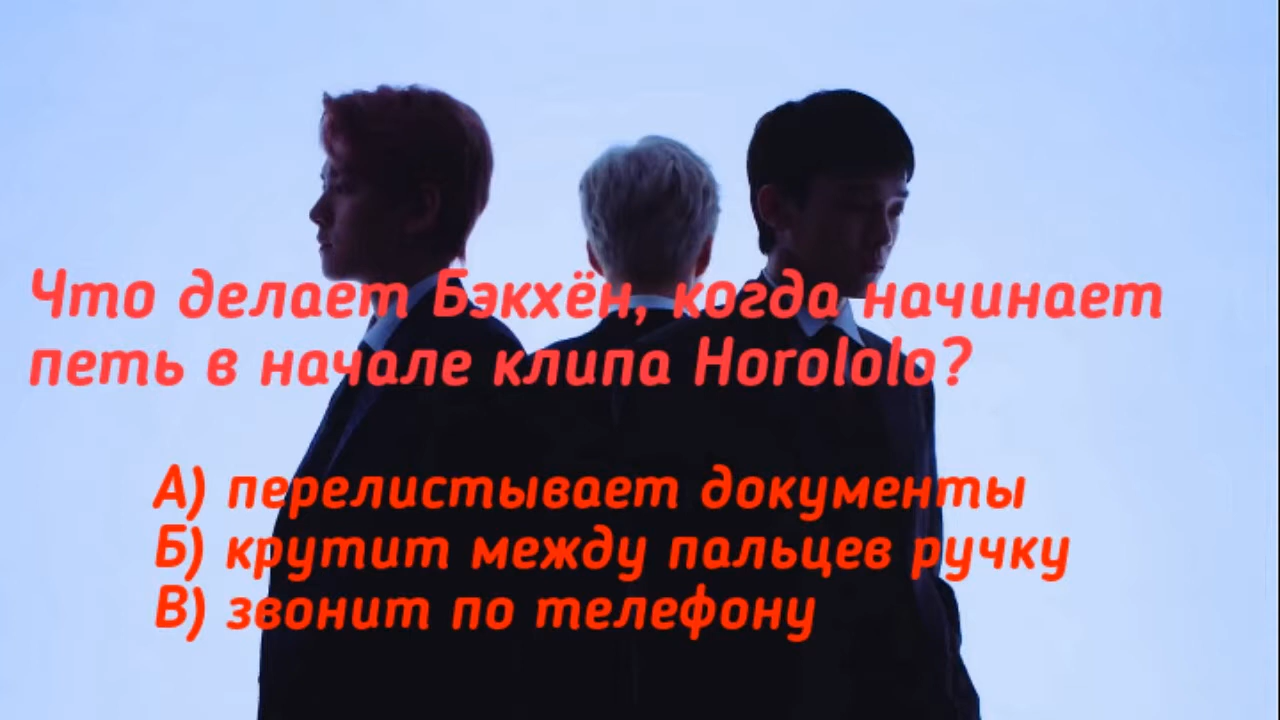 Что делает Бэкхён, когда начинает
петь в начале клипа Horololo?
А) перелистывает документы
Б) крутит между пальцев ручку
В) звонит по телефону